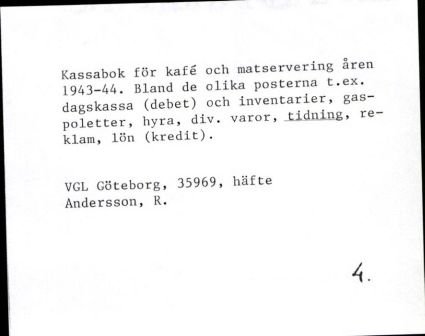 Kassabok för kafé och matservering åren
1943-44. Bland de olika posterna t.ex.
dagskassa (debet) och inventarier, gas-
poletter, hyra, div. varor, tidning, re-
klam, lön (kredit).
VGL Göteborg, 35969, häfte
Andersson, R.
4.